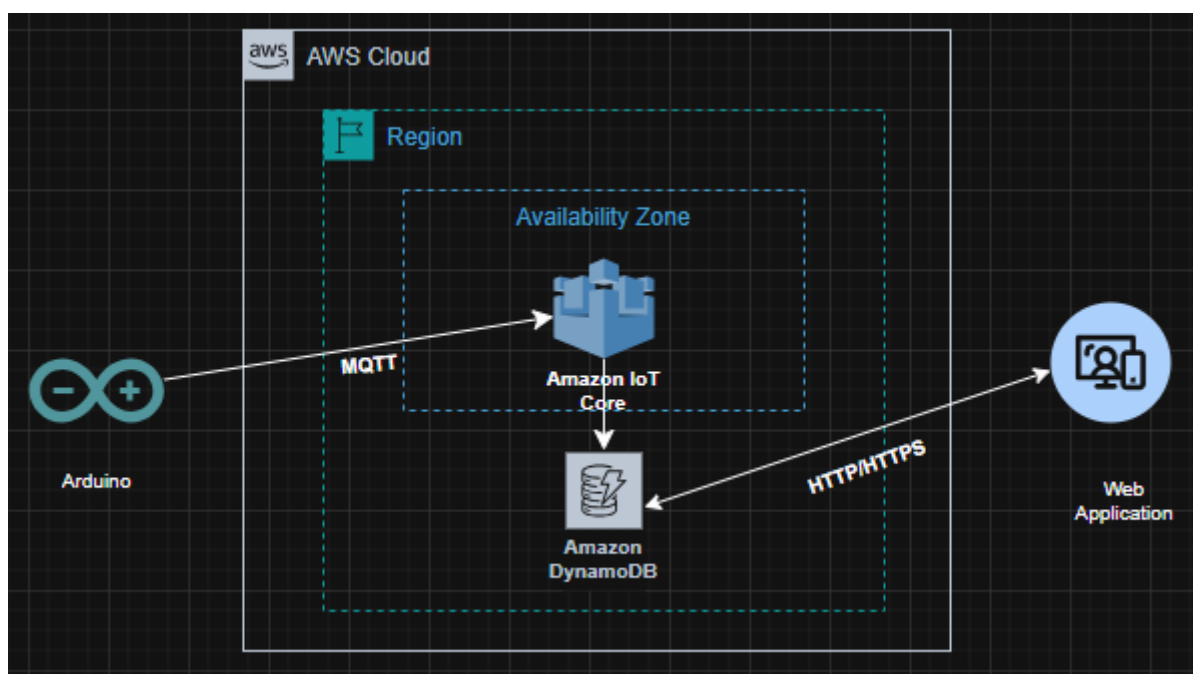 aws
AWS Cloud
Region
Availability Zone
MQTT
Amazon IoT
Core
Arduino
HTTP/HTTPS
Web
Application
Amazon
DynamoDB